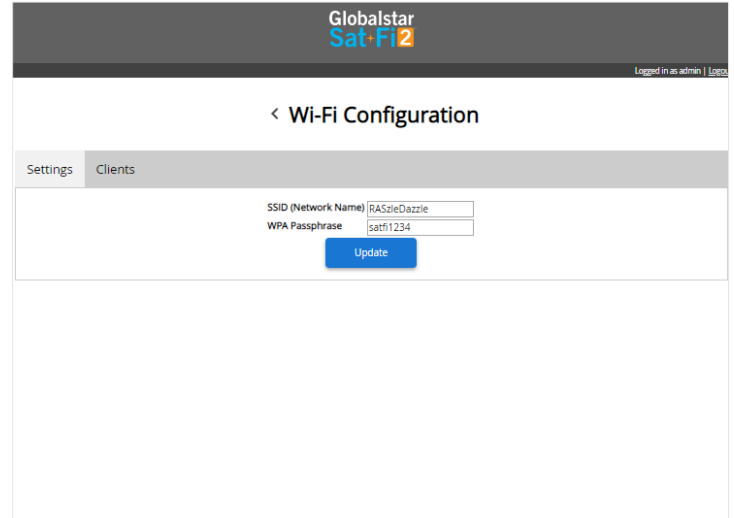 Globalstar
Sat-Fi2
Logged in as admin | Logou
< Wi-Fi Configuration
Settings Clients
SSID (Network Name) RASzleDazzle
WPA Passphrase satfi1234
Update